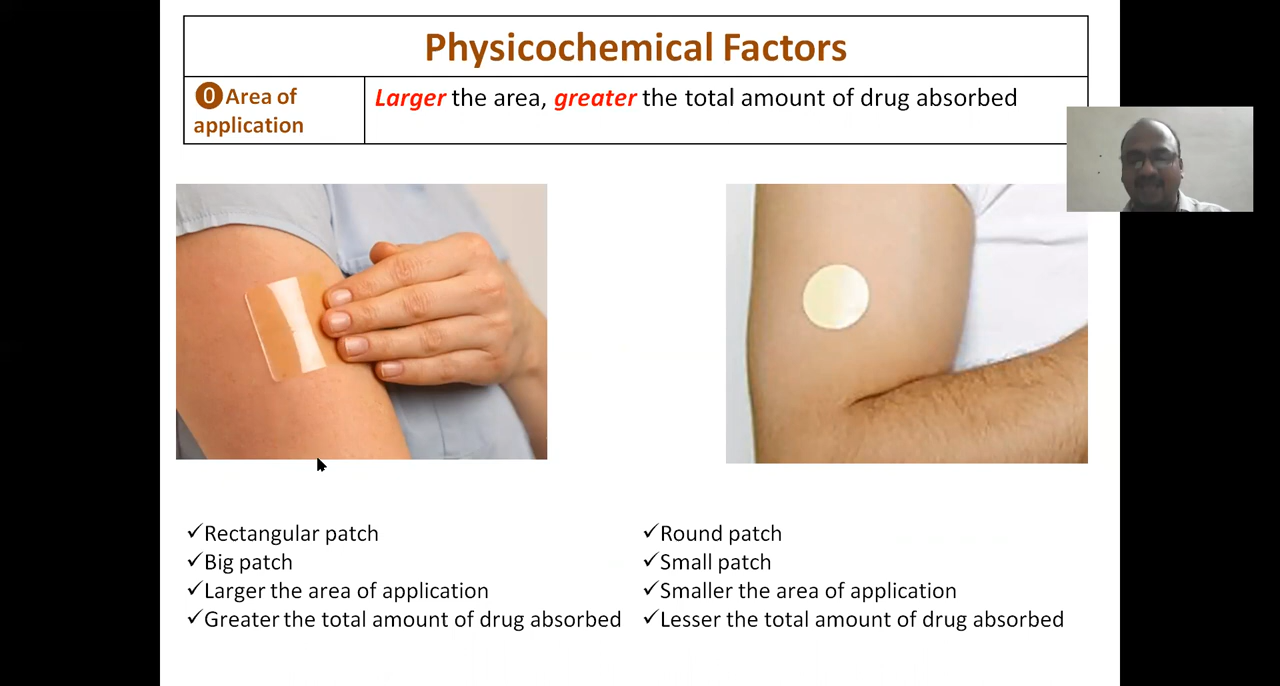 Physicochemical Factors
⓿ Area of
application
Larger the area, greater the total amount of drug absorbed
✓Rectangular patch
✓Big patch
✓Larger the area of application
✓Greater the total amount of drug absorbed
✓Round patch
✓Small patch
✓Smaller the area of application
✓Lesser the total amount of drug absorbed